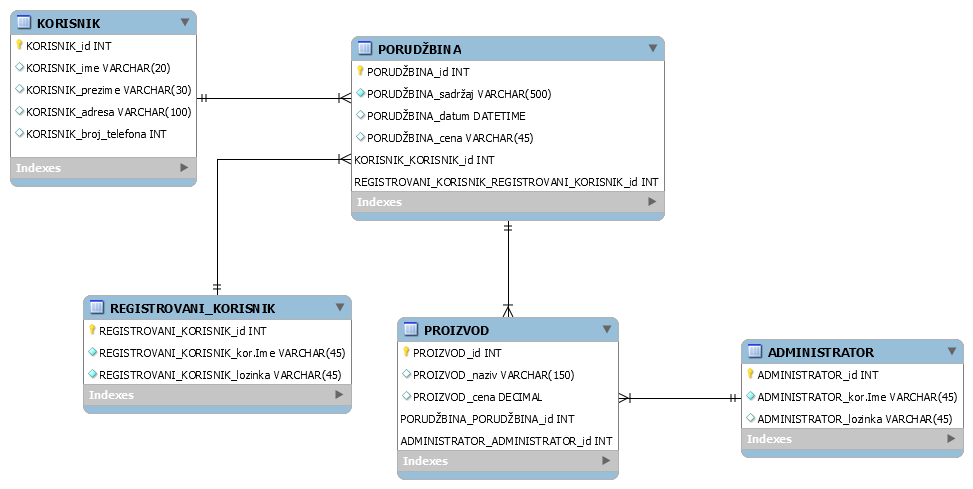 KORISNIK
KORISNIK_id INT
KORISNIK_ime VARCHAR(20)
KORISNIK_prezime VARCHAR(30)
KORISNIK_adresa VARCHAR(100)
KORISNIK_broj_telefona INT
Indexes
PORUDŽBINA
PORUDŽBINA_id INT
PORUDŽBINA_sadržaj VARCHAR(500)
PORUDŽBINA_datum DATETIME
PORUDŽBINA_cena VARCHAR(45)
KORISNIK_KORISNIK_id INT
REGISTROVANI_KORISNIK_REGISTROVANI_KORISNIK_id INT
Indexes
REGISTROVANI_KORISNIK
REGISTROVANI_KORISNIK_id INT
REGISTROVANI_KORISNIK_kor.Ime VARCHAR(45)
REGISTROVANI_KORISNIK_lozinka VARCHAR(45)
Indexes
PROIZVOD
PROIZVOD_id INT
PROIZVOD_naziv VARCHAR(150)
PROIZVOD_cena DECIMAL
PORUDŽBINA_PORUDŽBINA_id INT
ADMINISTRATOR_ADMINISTRATOR_id INT
Indexes
ADMINISTRATOR
ADMINISTRATOR_id INT
ADMINISTRATOR_kor.Ime VARCHAR(45)
ADMINISTRATOR_lozinka VARCHAR(45)
Indexes